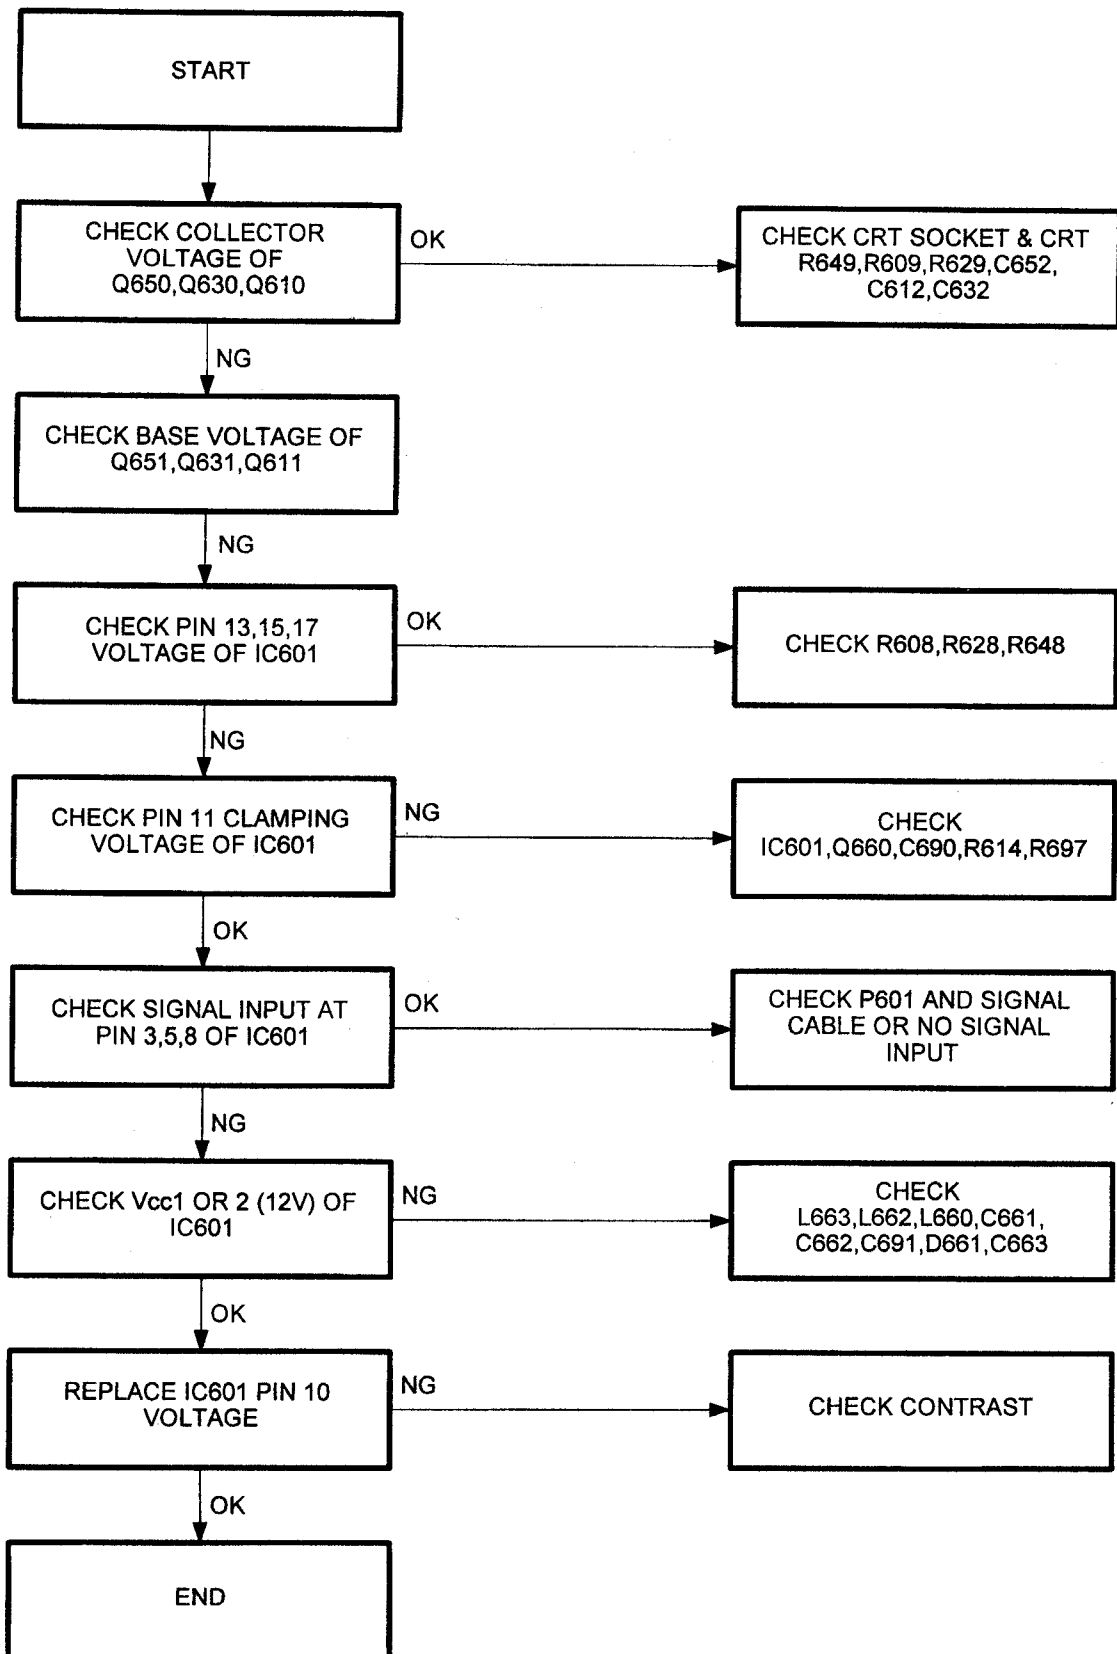 START
CHECK COLLECTOR
VOLTAGE OF
Q650,Q630,Q610
OK
CHECK CRT SOCKET & CRT
R649,R609,R629,C652,
C612,C632
NG
CHECK BASE VOLTAGE OF
Q651,Q631,Q611
NG
CHECK PIN 13,15,17
VOLTAGE OF IC601
OK
CHECK R608,R628,R648
NG
CHECK PIN 11 CLAMPING
VOLTAGE OF IC601
NG
CHECK
IC601,Q660,C690,R614,R697
OK
CHECK SIGNAL INPUT AT
PIN 3,5,8 OF IC601
OK
CHECK P601 AND SIGNAL
CABLE OR NO SIGNAL
INPUT
NG
CHECK Vcc1 OR 2 (12V) OF
IC601
NG
CHECK
L663,L662,L660,C661,
C662,C691,D661,C663
OK
REPLACE IC601 PIN 10
VOLTAGE
NG
CHECK CONTRAST
OK
END